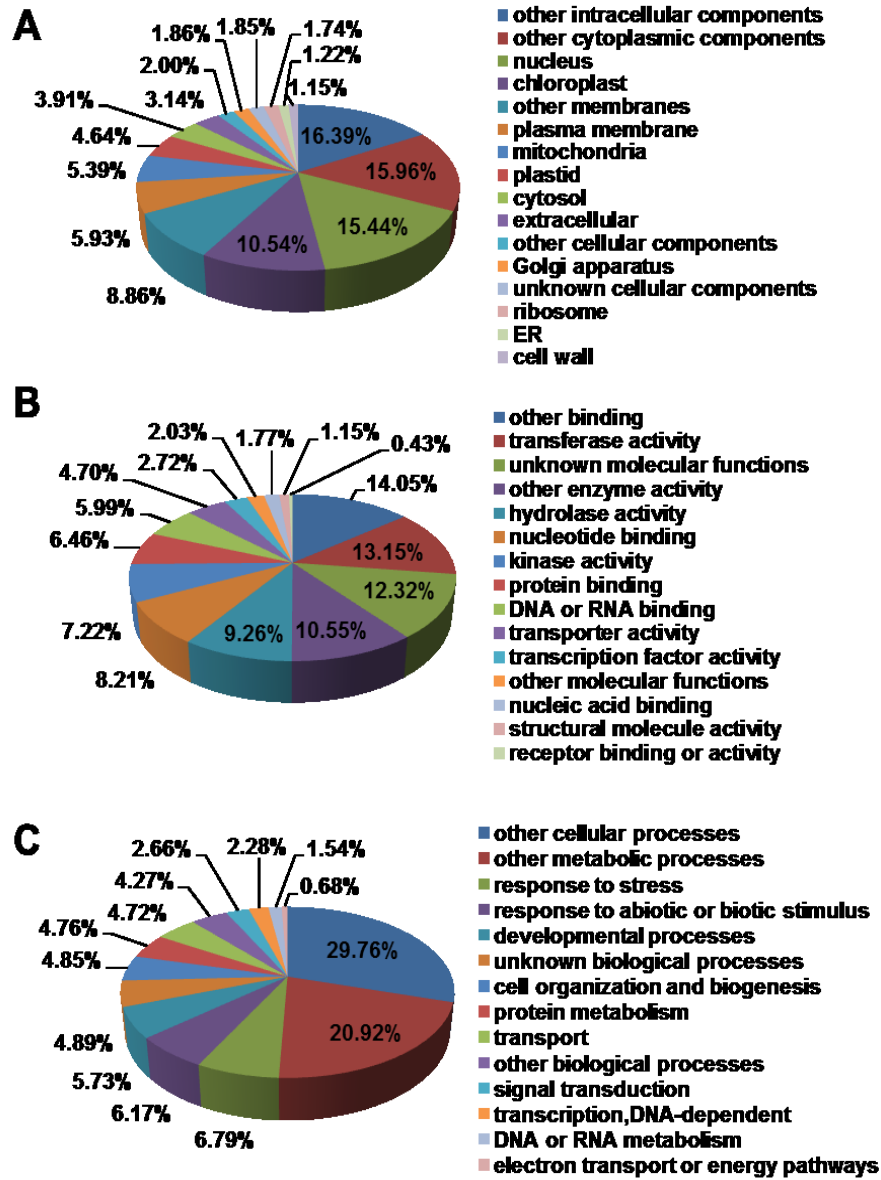 A
1.86%
1.85%
1.74%
2.00%
1.22%
3.91%
3.14%
1.15%
4.64%
16.39%
5.39%
15.96%
15.44%
5.93%
10.54%
8.86%
other intracellular components
other cytoplasmic components
nucleus
chloroplast
other membranes
plasma membrane
mitochondria
plastid
cytosol
extracellular
other cellular components
Golgi apparatus
unknown cellular components
ribosome
ER
cell wall
B
2.03%
1.77%
1.15%
0.43%
4.70%
2.72%
14.05%
5.99%
6.46%
13.15%
12.32%
7.22%
9.26%
10.55%
8.21%
other binding
transferase activity
unknown molecular functions
other enzyme activity
hydrolase activity
nucleotide binding
kinase activity
protein binding
DNA or RNA binding
transporter activity
transcription factor activity
other molecular functions
nucleic acid binding
structural molecule activity
receptor binding or activity
C
2.66%
2.28%
1.54%
4.27%
0.68%
4.72%
4.76%
4.85%
29.76%
20.92%
4.89%
5.73%
6.17%
6.79%
other cellular processes
other metabolic processes
response to stress
response to abiotic or biotic stimulus
developmental processes
unknown biological processes
cell organization and biogenesis
protein metabolism
transport
other biological processes
signal transduction
transcription,DNA-dependent
DNA or RNA metabolism
electron transport or energy pathways